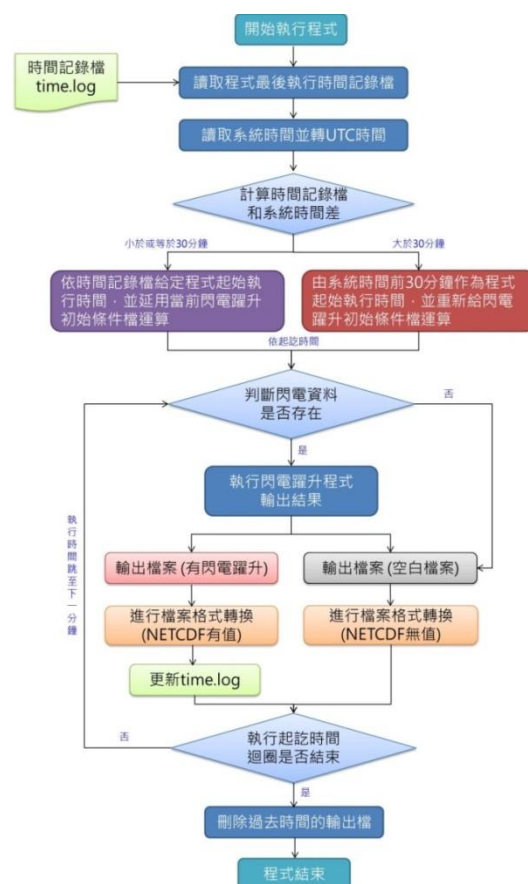 開始執行程式
時間記錄檔
time.log
讀取程式最後執行時間記錄檔
讀取系統時間並轉UTC時間
計算時間記錄檔
和系統時間差
小於或等於30分鐘
大於30分鐘
依時間記錄檔給定程式起始執
行時間，並延用當前閃電躍升
初始條件檔運算
由系統時間前30分鐘作為程式
起始執行時間，並重新給閃電
躍升初始條件檔運算
依起訖時間
判斷閃電資料
是否存在
否
是
執行閃電躍升程式
輸出結果
執行時間跳至下一分鐘
輸出檔案 (有閃電躍升)
輸出檔案 (空白檔案)
進行檔案格式轉換
(NETCDF有值)
進行檔案格式轉換
(NETCDF無值)
更新time.log
否
執行起訖時間
迴圈是否結束
是
刪除過去時間的輸出檔
程式結束